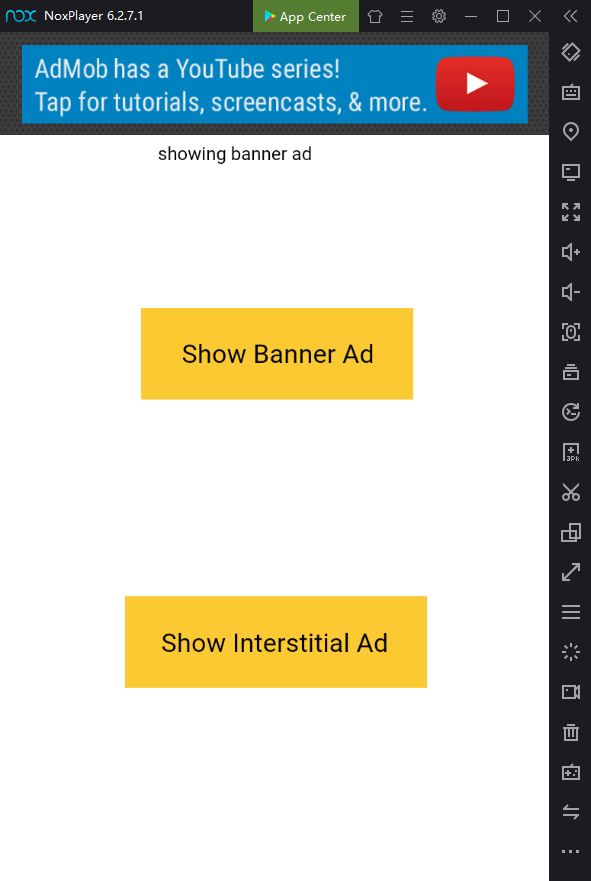 nox NoxPlayer 6.2.7.1 App Center
AdMob has a YouTube series!
Tap for tutorials, screencasts, & more.
showing banner ad
Show Banner Ad
Show Interstitial Ad
apk